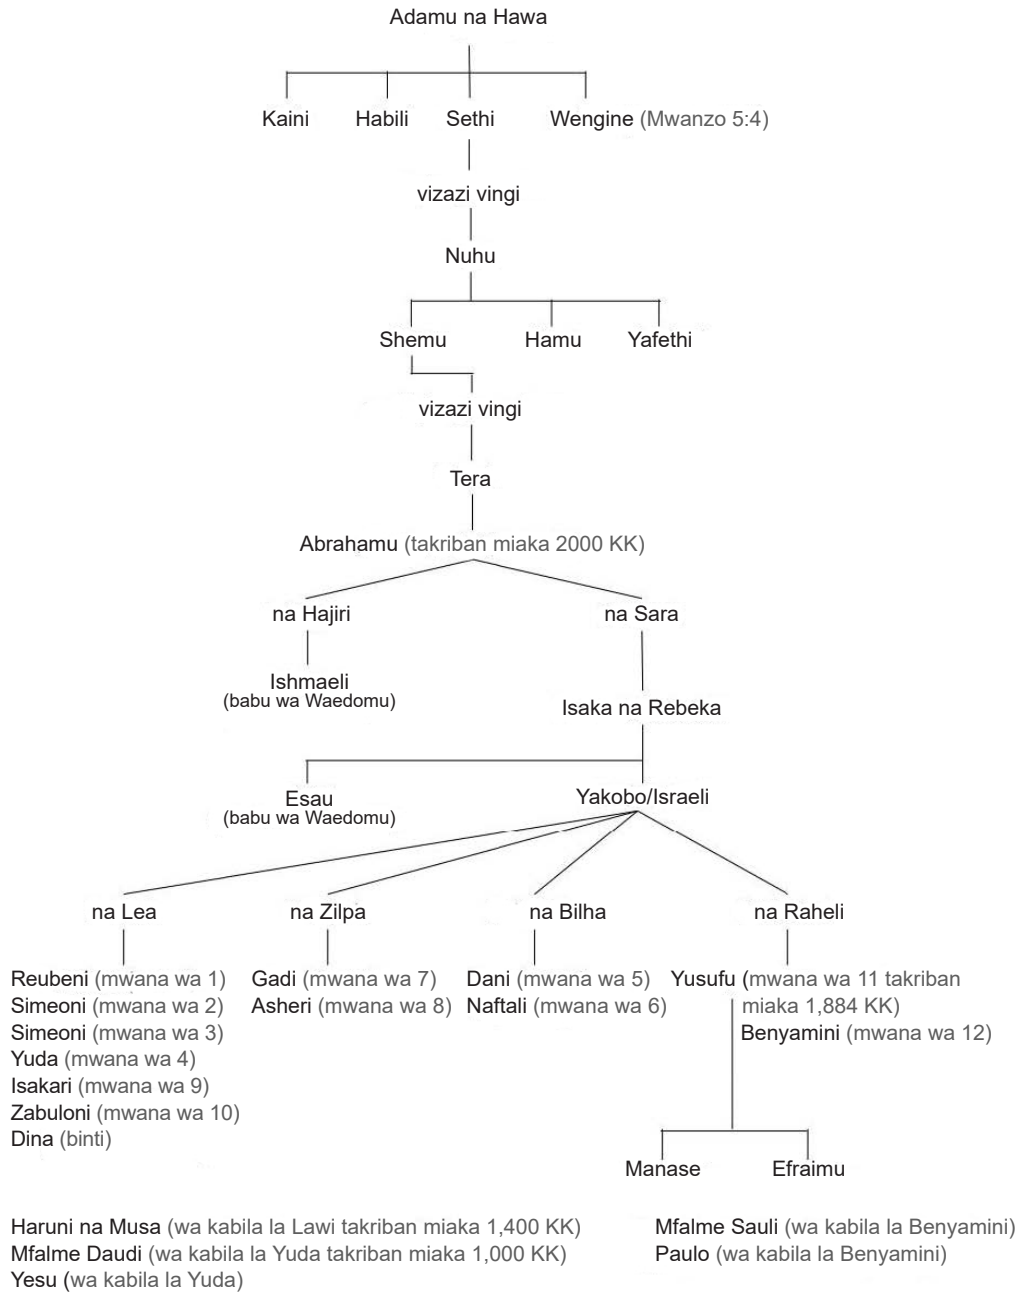 Adamu na Hawa
Kaini Habili Sethi Wengine (Mwanzo 5:4)
vizazi vingi
Nuhu
Shemu Hamu Yafethi
vizazi vingi
Tera
Abrahamu (takriban miaka 2000 KK)
na Hajiri na Sara
Ishmaeli
(babu wa Waedomu)
Isaka na Rebeka
Esau
(babu wa Waedomu)
Yakobo/Israeli
na Lea na Zilpa na Bilha na Raheli
Reubeni (mwana wa 1)
Simeoni (mwana wa 2)
Simeoni (mwana wa 3)
Yuda (mwana wa 4)
Isakari (mwana wa 9)
Zabuloni (mwana wa 10)
Dina (binti)
Gadi (mwana wa 7)
Asheri (mwana wa 8)
Dani (mwana wa 5)
Naftali (mwana wa 6)
Yusufu (mwana wa 11 takriban
miaka 1,884 KK)
Benyamini (mwana wa 12)
Manase Efraimu
Haruni na Musa (wa kabila la Lawi takriban miaka 1,400 KK)
Mfalme Daudi (wa kabila la Yuda takriban miaka 1,000 KK)
Yesu (wa kabila la Yuda)
Mfalme Sauli (wa kabila la Benyamini)
Paulo (wa kabila la Benyamini)